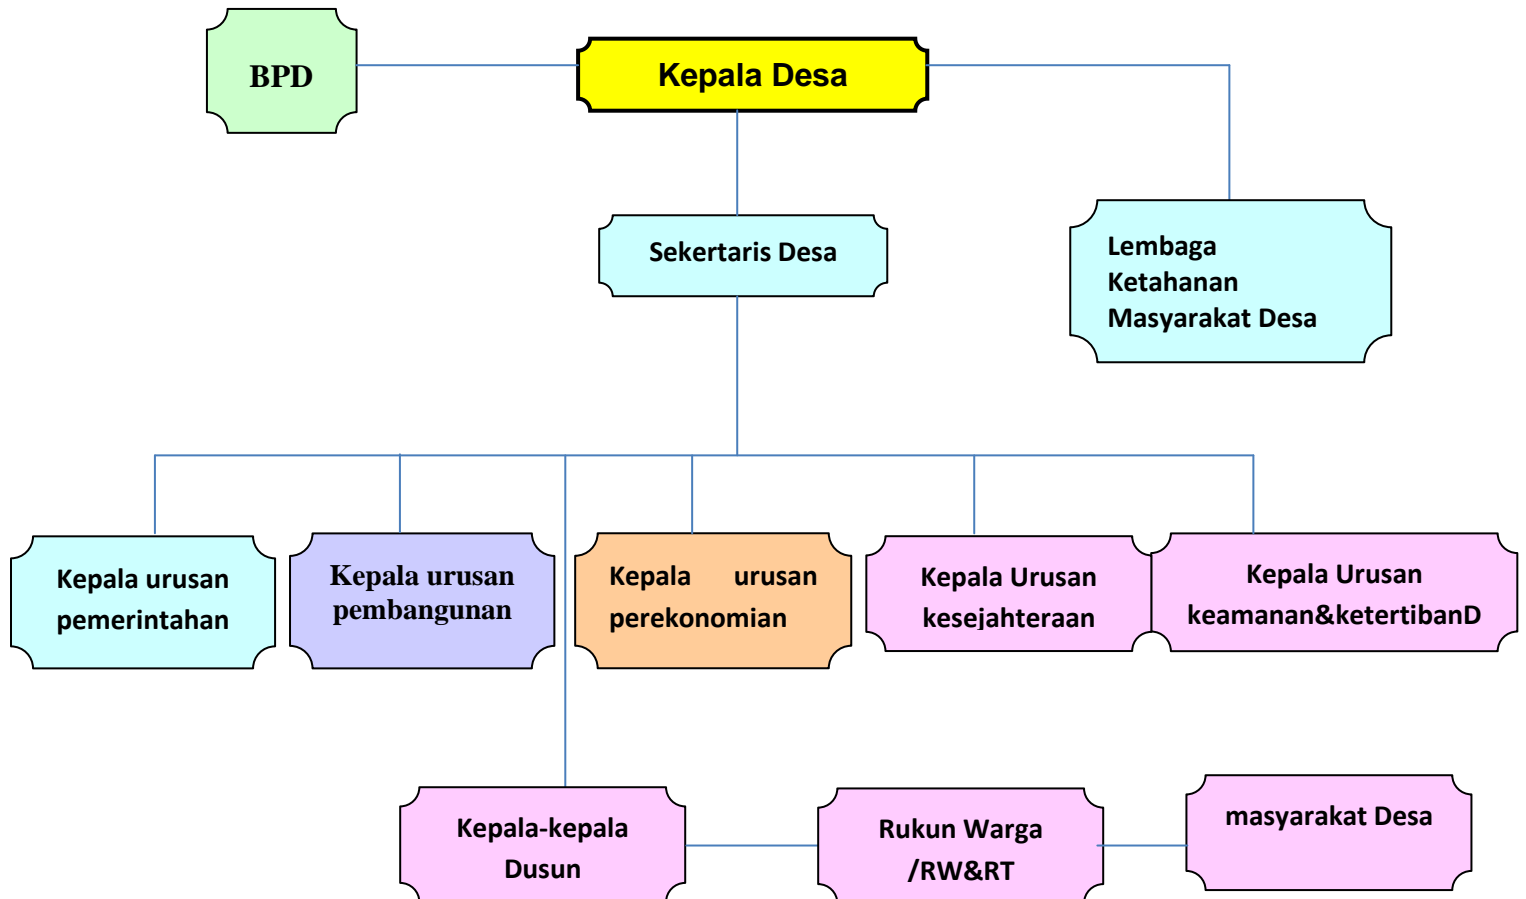 BPD
Kepala Desa
Sekertaris Desa
Lembaga
Ketahanan
Masyarakat Desa
Kepala urusan
pemerintahan
Kepala urusan
pembangunan
Kepala urusan
perekonomian
Kepala Urusan
kesejahteraan
Kepala Urusan
keamanan&ketertibanD
Kepala-kepala
Dusun
Rukun Warga
/RW&RT
masyarakat Desa